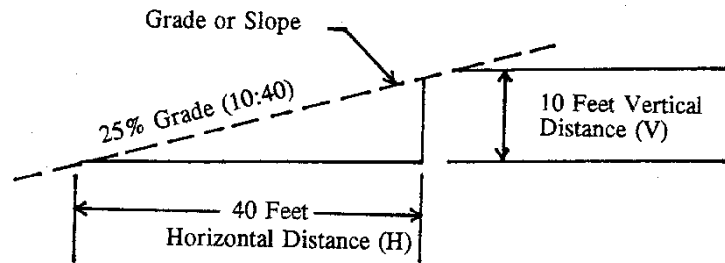 Grade or Slope
25% Grade (10:40)
10 Feet Vertical
Distance (V)
40 Feet
Horizontal Distance (H)